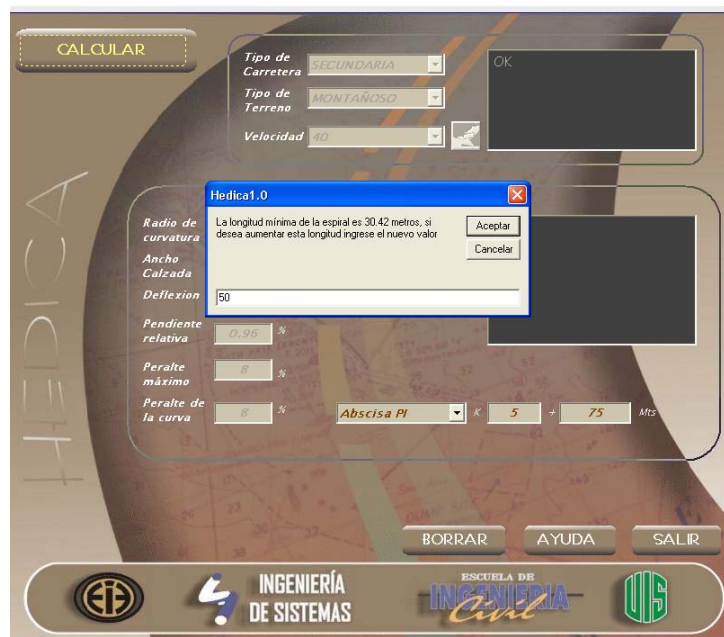 CALCULAR
Tipo de Carretera SECUNDARIA
Tipo de Terreno MONTAÑOSO
Velocidad 40
OK
HEDICA
Hedica1.0
La longitud mínima de la espiral es 30.42 metros, si
desea aumentar esta longitud ingrese el nuevo valor
Aceptar
Cancelar
50
Radio de curvatura
Ancho Calzada
Deflexion
Pendiente relativa 0.96 %
Peralte máximo 8 %
Peralte de la curva 8 %
Abscisa PI K 5 + 75 Mts
BORRAR AYUDA SALIR
EIS
INGENIERÍA
DE SISTEMAS
ESCUELA DE
INGENIERIA
Civil
UIS